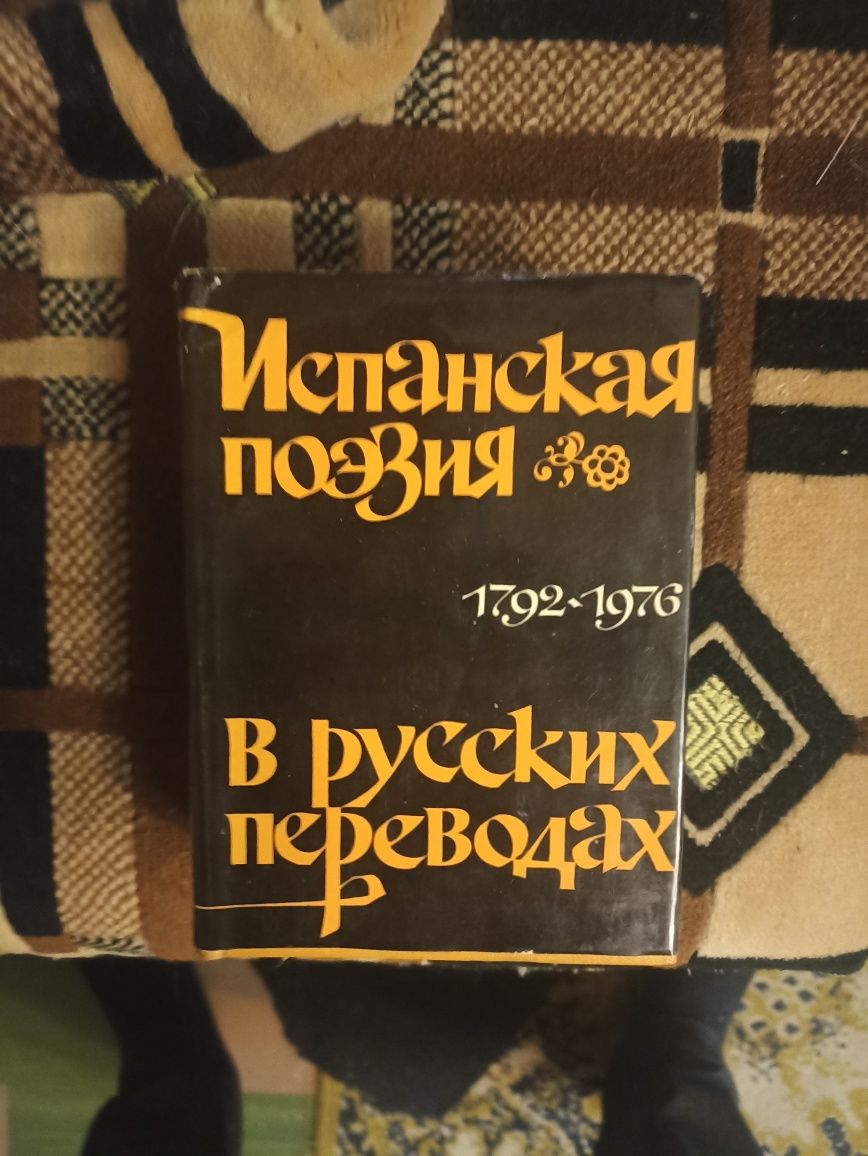 Испанская
поэзия
1792-1976
в русских
переводах